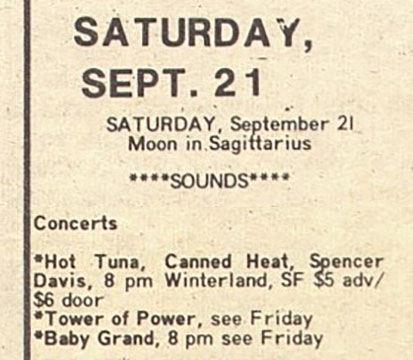 SATURDAY,
SEPT. 21
SATURDAY, September 21
Moon in Sagittarius
****SOUNDS****
Concerts
*Hot Tuna, Canned Heat, Spencer
Davis, 8 pm Winterland, SF $5 adv/
$6 door
*Tower of Power, see Friday
*Baby Grand, 8 pm see Friday